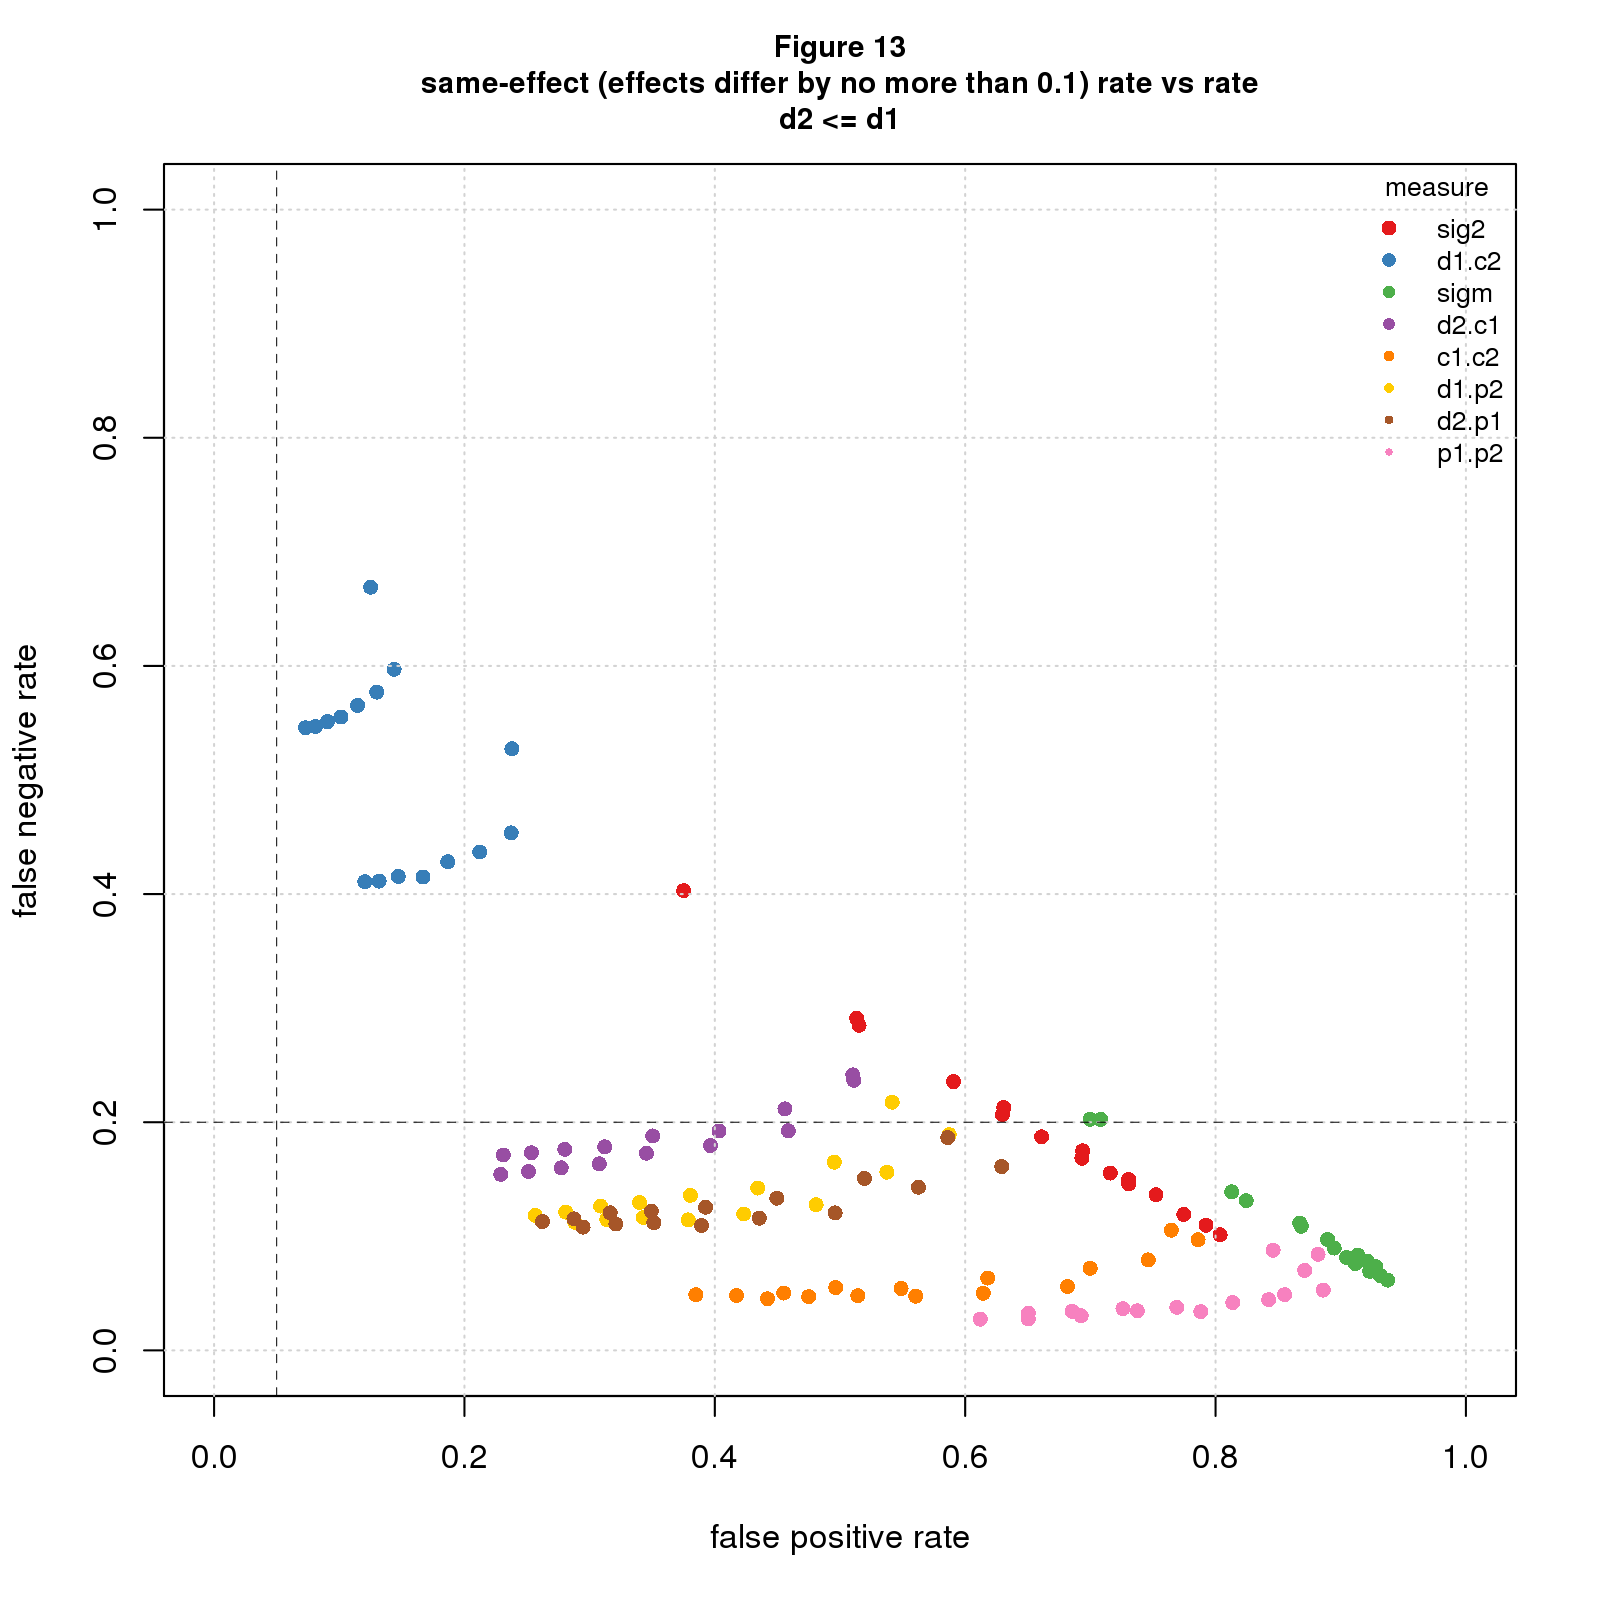 Figure 13
same-effect (effects differ by no more than 0.1) rate vs rate
d2 <= d1
measure
sig2
d1.c2
sigm
d2.c1
c1.c2
d1.p2
d2.p1
p1.p2
false negative rate
1.0
0.8
0.6
0.4
0.2
0.0
0.0 0.2 0.4 0.6 0.8 1.0
false positive rate